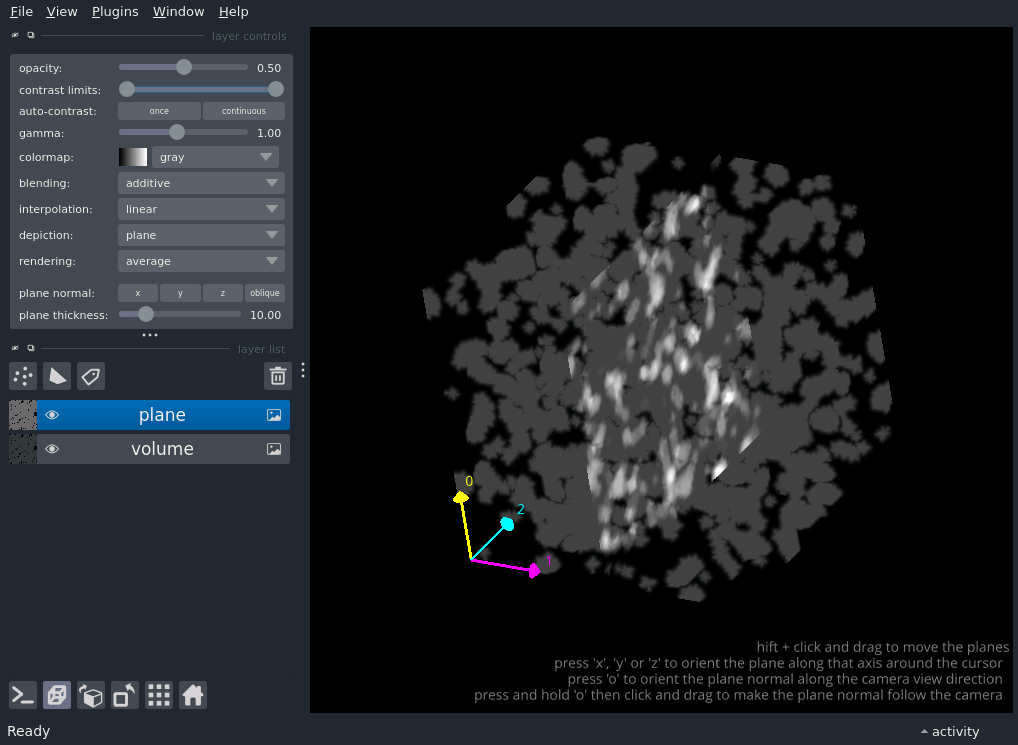 File View Plugins Window Help
layer controls
opacity: 0.50
contrast limits:
auto-contrast: once continuous
gamma: 1.00
colormap: gray
blending: additive
interpolation: linear
depiction: plane
rendering: average
plane normal: x y z oblique
plane thickness: 10.00
layer list
plane
volume
0
2
1
hift + click and drag to move the planes
press 'x', 'y' or 'z' to orient the plane along that axis around the cursor
press 'o' to orient the plane normal along the camera view direction
press and hold 'o' then click and drag to make the plane normal follow the camera
Ready activity